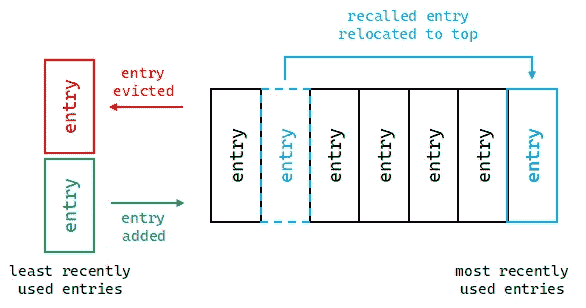 recalled entry
relocated to top
entry
evicted
entry
entry
entry
entry
entry
entry
entry
entry
entry
entry
added
least recently
used entries
most recently
used entries